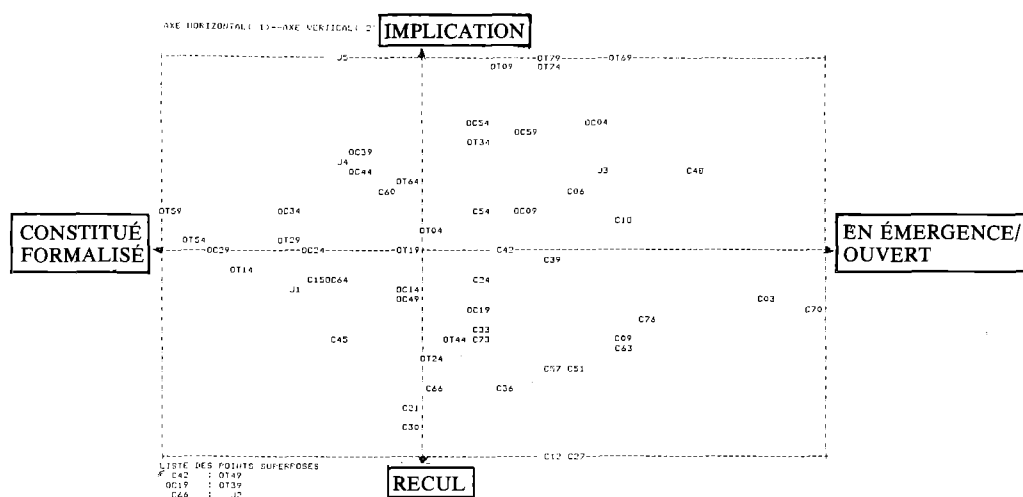 AXE HORIZONTAL( 1)--AXE VERTICAL( 2
IMPLICATION
J5 OT79 OT69
OT09 OT74
OC54 OC59 OC04
OT34
OC39
J4
OC44 J3 C48
OT64
C60 C06
OT59 OC34 C54 OC09
C10
CONSTITUÉ
FORMALISÉ
EN ÉMERGENCE/
OUVERT
OT04
OT54 OT29
OC29 OC24 OT19 C42
C39
OT14
C15OC64 C24
J1 OC14
OC49 C03
OC19 C70
C76
C33
C45 OT44 C73 C09
C63
OT24
C57 C51
C66 C36
C21
C30
C12 C27
RECUL
LISTE DES POINTS SUPERPOSES
C42 : OT49
OC19 : OT39
C66 : J2